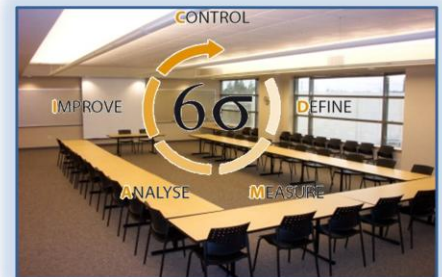 CONTROL
IMPROVE
6σ
DEFINE
ANALYSE
MEASURE